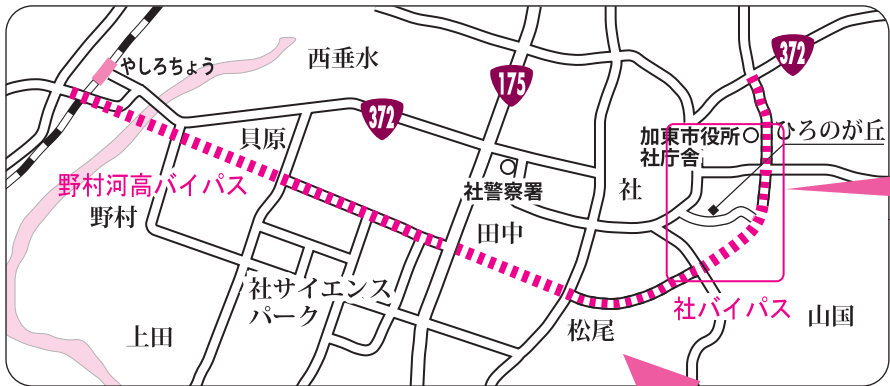 西垂水
やしろちょう
372
175
372
貝原
加東市役所
社庁舎
ひろのが丘
野村河高バイパス
社警察署
社
野村
田中
社サイエンス
パーク
社バイパス
上田
松尾
山国